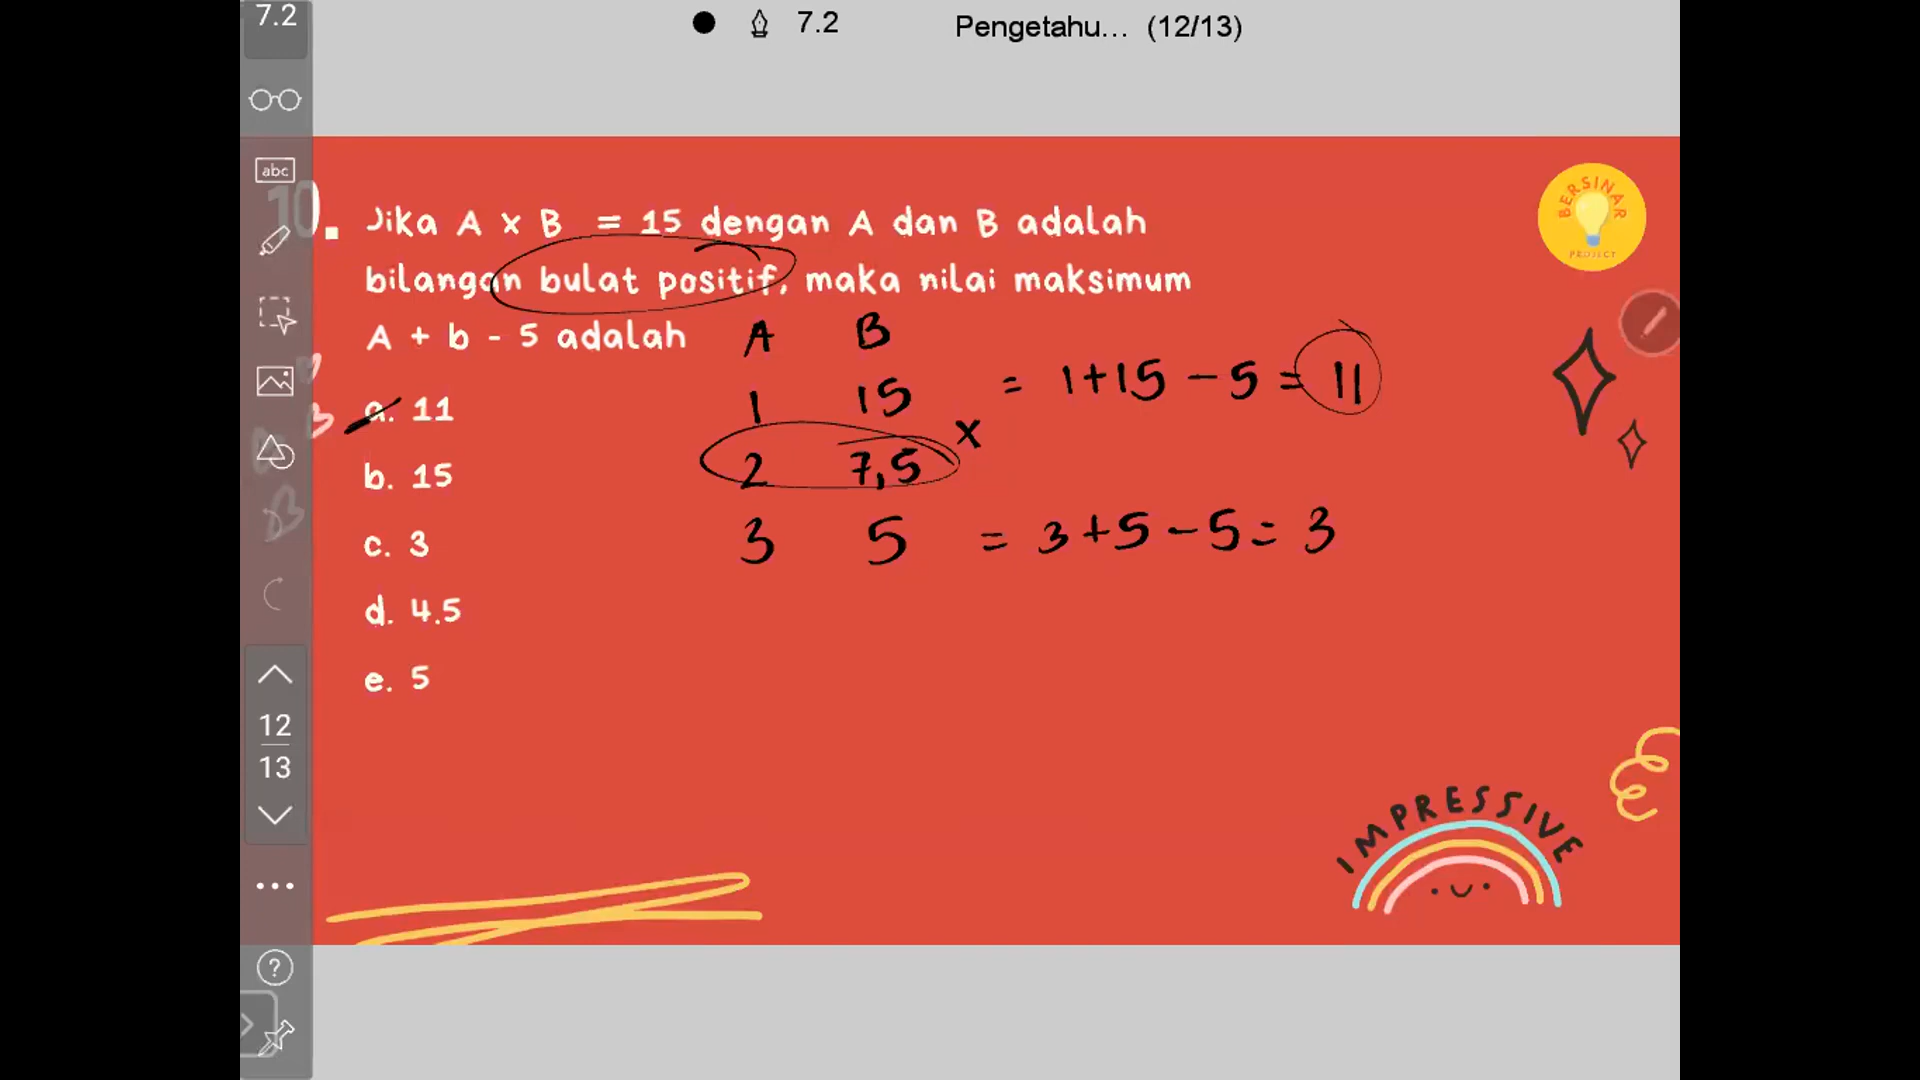 7.2
7.2 Pengetahu... (12/13)
abc
10. Jika A x B = 15 dengan A dan B adalah
bilangan bulat positif, maka nilai maksimum
A + b - 5 adalah
a. 11
b. 15
c. 3
d. 4.5
e. 5
A B
1 15 = 1+15-5 = 11
2 7,5 x
3 5 = 3+5-5= 3
BERSINAR
PROJECT
12
13
IMPRESSIVE
?